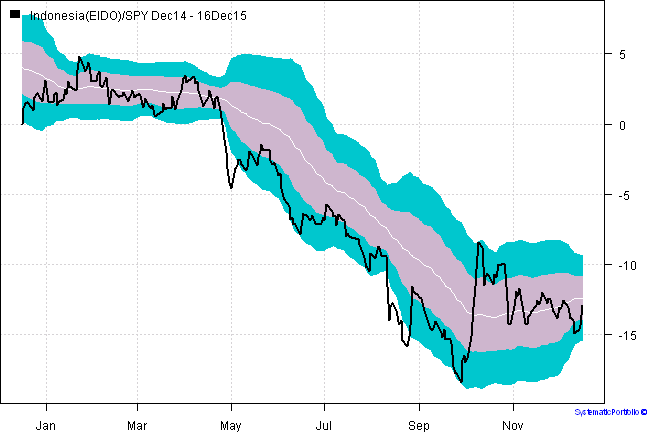 Indonesia(EIDO)/SPY Dec14 - 16Dec15
5
0
-5
-10
-15
Jan Mar May Jul Sep Nov
SystematicPortfolio ©